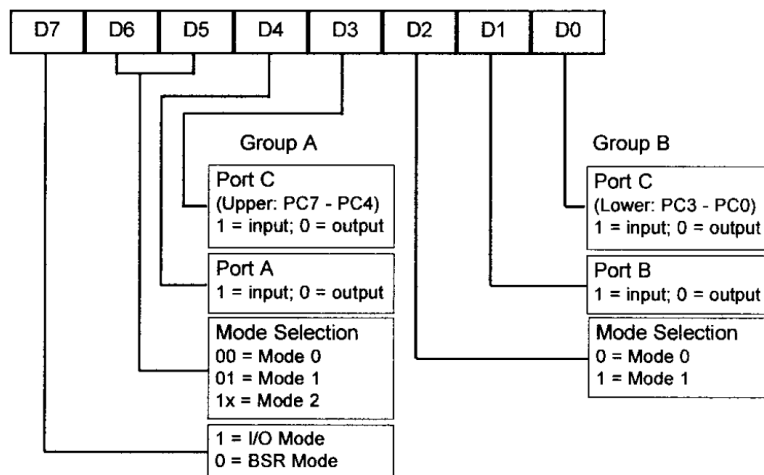 D7 D6 D5 D4 D3 D2 D1 D0
Group A
Port C
(Upper: PC7 - PC4)
1 = input; 0 = output
Port A
1 = input; 0 = output
Mode Selection
00 = Mode 0
01 = Mode 1
1x = Mode 2
1 = I/O Mode
0 = BSR Mode
Group B
Port C
(Lower: PC3 - PC0)
1 = input; 0 = output
Port B
1 = input; 0 = output
Mode Selection
0 = Mode 0
1 = Mode 1